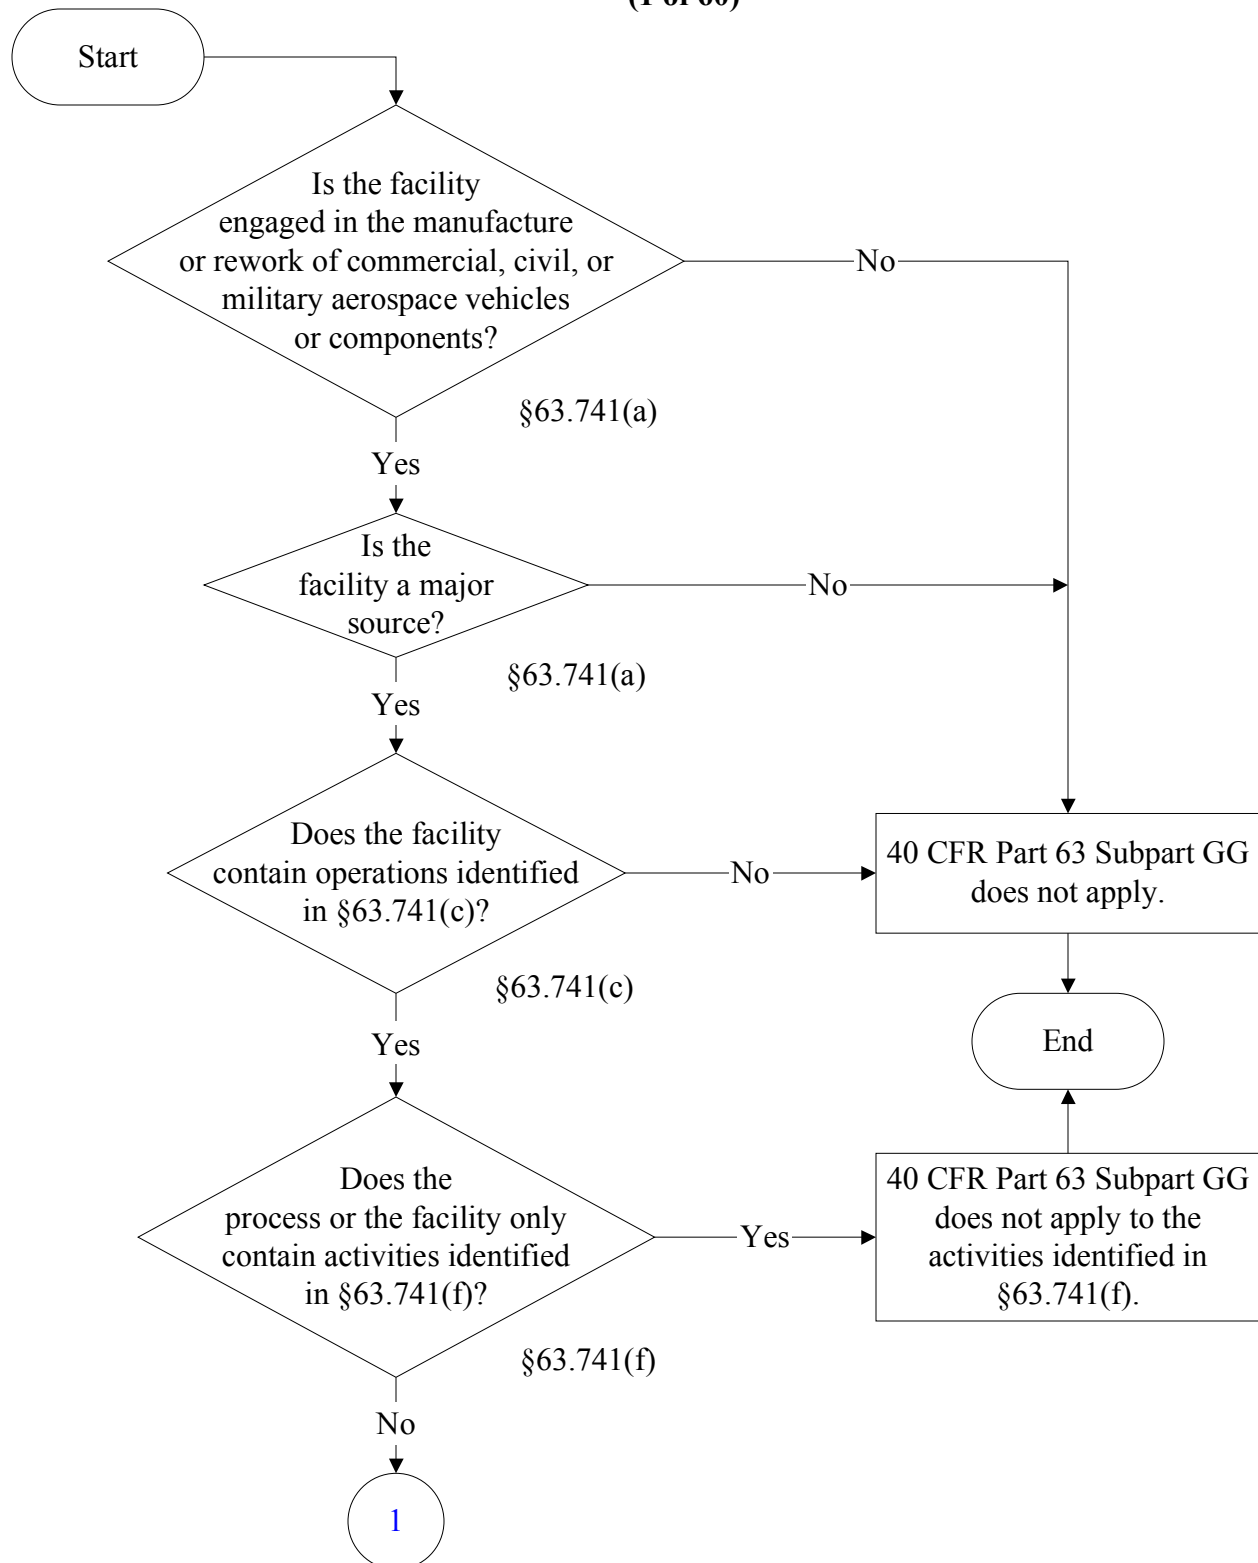 (1 of 60)
Start
Is the facility
engaged in the manufacture
or rework of commercial, civil, or
military aerospace vehicles
or components?
No
§63.741(a)
Yes
Is the
facility a major
source?
No
§63.741(a)
Yes
Does the facility
contain operations identified
in §63.741(c)?
No
40 CFR Part 63 Subpart GG
does not apply.
§63.741(c)
Yes
End
Does the
process or the facility only
contain activities identified
in §63.741(f)?
Yes
40 CFR Part 63 Subpart GG
does not apply to the
activities identified in
§63.741(f).
§63.741(f)
No
1